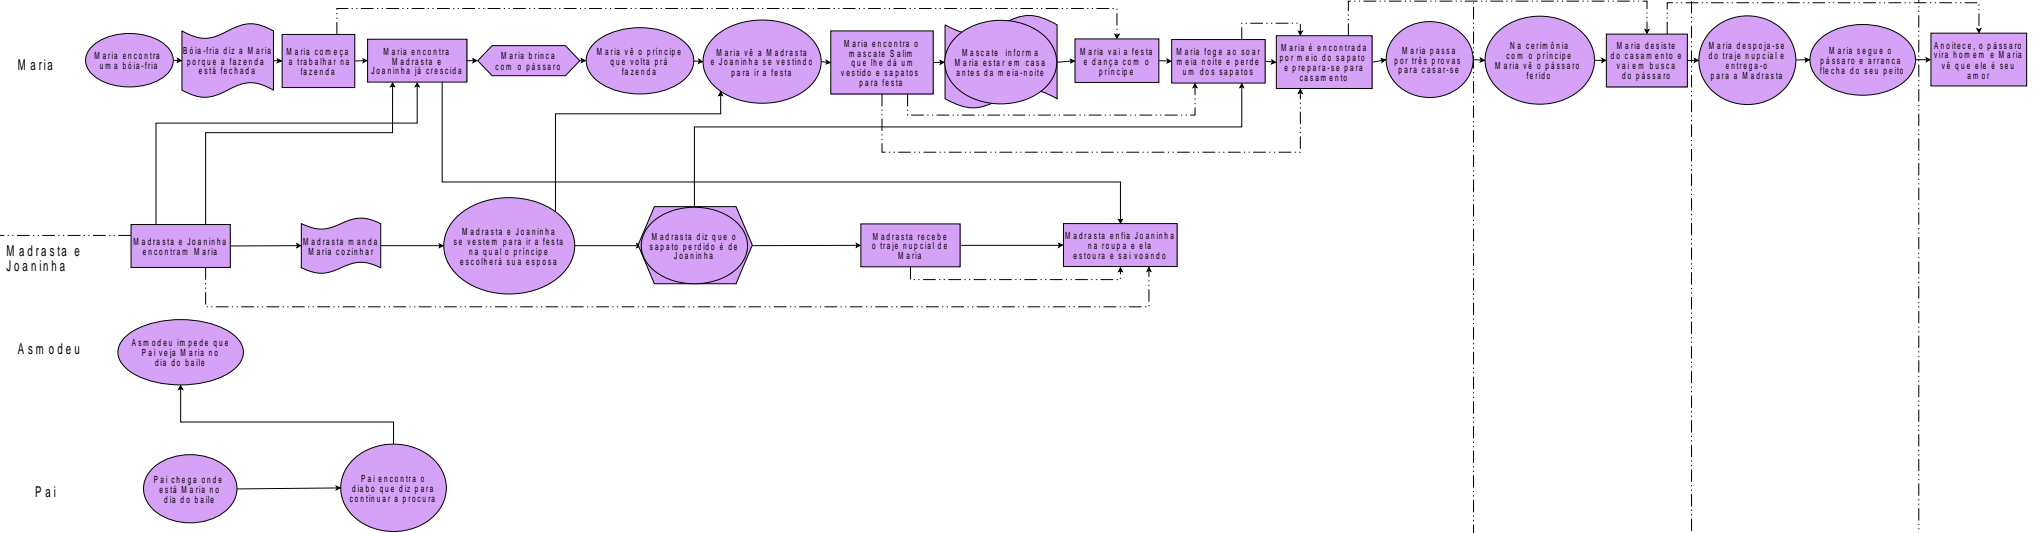 Maria
Maria encontra
uma bóia-fria
Bóia-fria diz a Maria
porque a fazenda
está fechada
Maria começa
a trabalhar na
fazenda
Maria encontra
Madrasta e
Joaninha já crescida
Maria brinca
com o pássaro
Maria vê o príncipe
que volta prá
fazenda
Maria vê a Madrasta
e Joaninha se vestindo
para ir a festa
Maria encontra o
mascate Salim
que lhe dá um
vestido e sapatos
para festa
Mascate informa
Maria estar em casa
antes da meia-noite
Maria vai a festa
e dança com o
príncipe
Maria foge ao soar
meia noite e perde
um dos sapatos
Maria é encontrada
por meio do sapato
e prepara-se para
casamento
Maria passa
por três provas
para casar-se
Na cerimônia
com o príncipe
Maria vê o pássaro
ferido
Maria desiste
do casamento e
vai em busca
do pássaro
Maria despoja-se
do traje nupcial e
entrega-o
para a Madrasta
Maria segue o
pássaro e arranca
flecha do seu peito
Anoitece, o pássaro
vira homem e Maria
vê que ele é seu
amor
Madrasta e
Joaninha
Madrasta e Joaninha
encontram Maria
Madrasta manda
Maria cozinhar
Madrasta e Joaninha
se vestem para ir a festa
na qual o príncipe
escolherá sua esposa
Madrasta diz que o
sapato perdido é de
Joaninha
Madrasta recebe
o traje nupcial de
Maria
Madrasta enfia Joaninha
na roupa e ela
estoura e sai voando
Asmodeu
Asmodeu impede que
Pai veja Maria no
dia do baile
Pai
Pai chega onde
está Maria no
dia do baile
Pai encontra o
diabo que diz para
continuar a procura